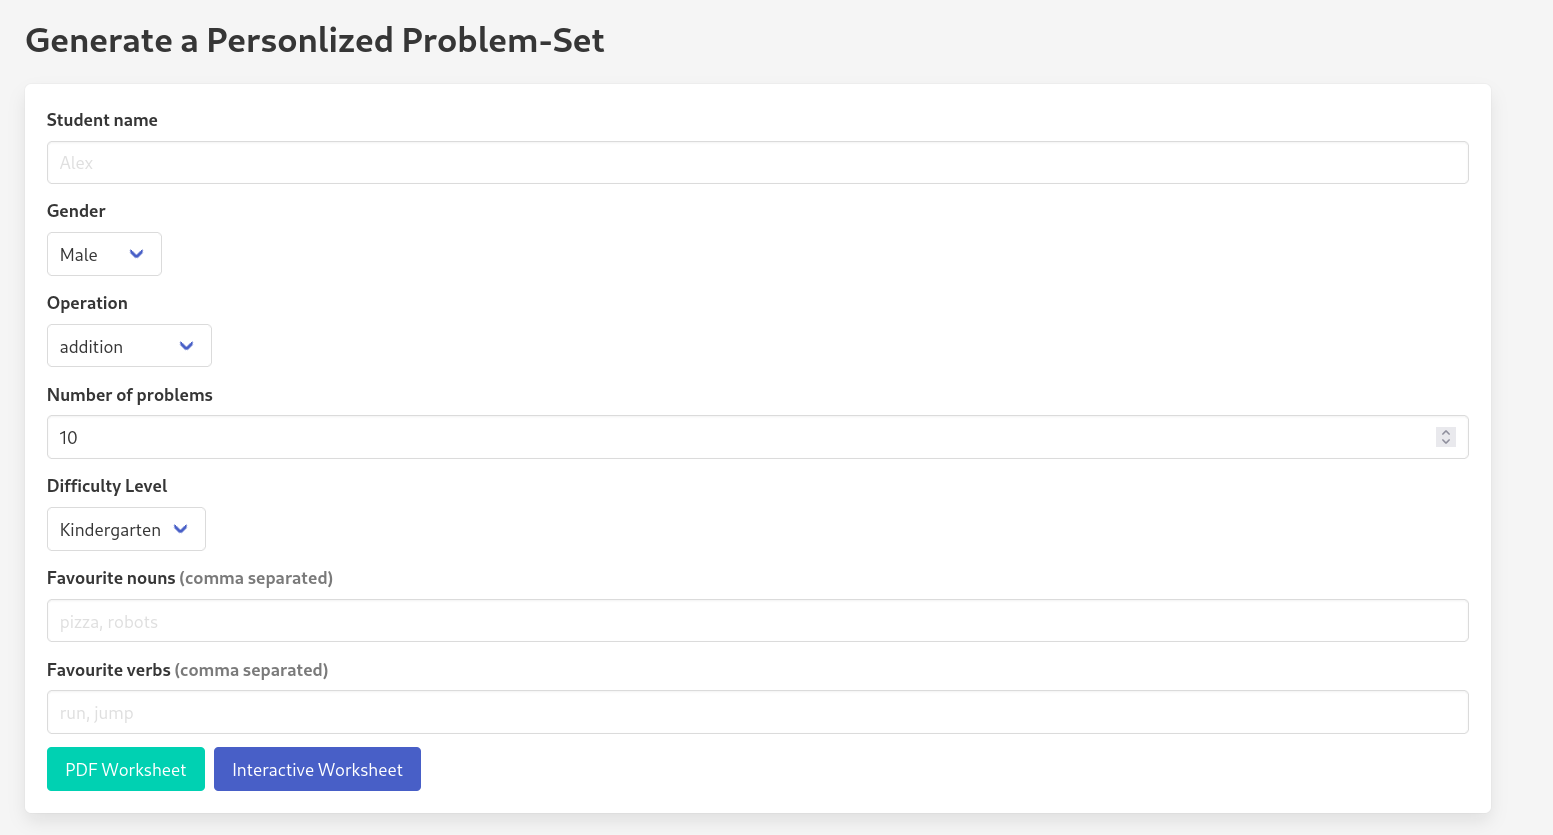 Generate a Personlized Problem-Set
Student name
Alex
Gender
Male
Operation
addition
Number of problems
10
Difficulty Level
Kindergarten
Favourite nouns (comma separated)
pizza, robots
Favourite verbs (comma separated)
run, jump
PDF Worksheet Interactive Worksheet